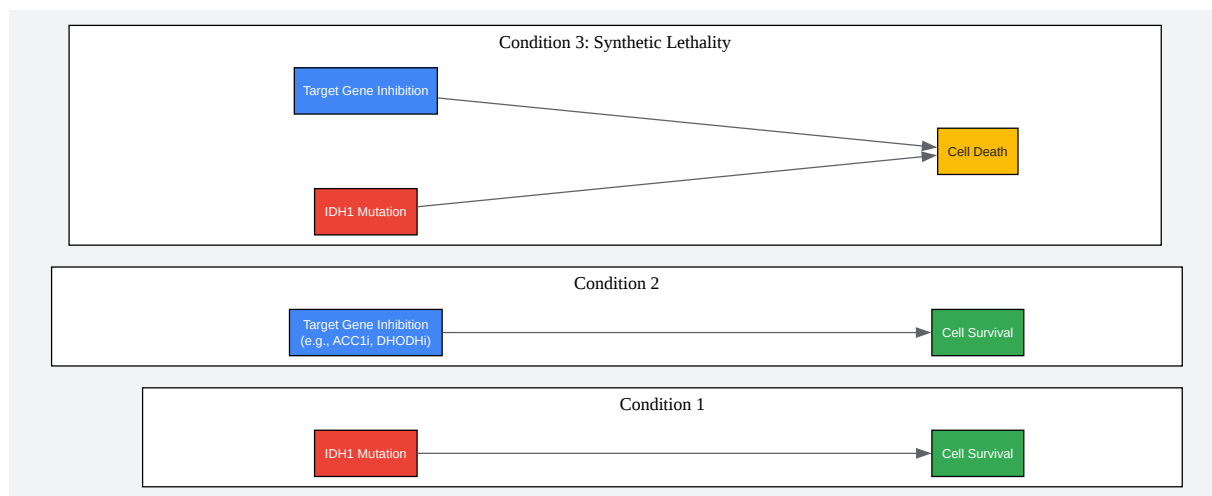 Condition 3: Synthetic Lethality
Target Gene Inhibition
Cell Death
IDH1 Mutation
Condition 2
Target Gene Inhibition
(e.g., ACC1i, DHODHi)
Cell Survival
Condition 1
IDH1 Mutation
Cell Survival